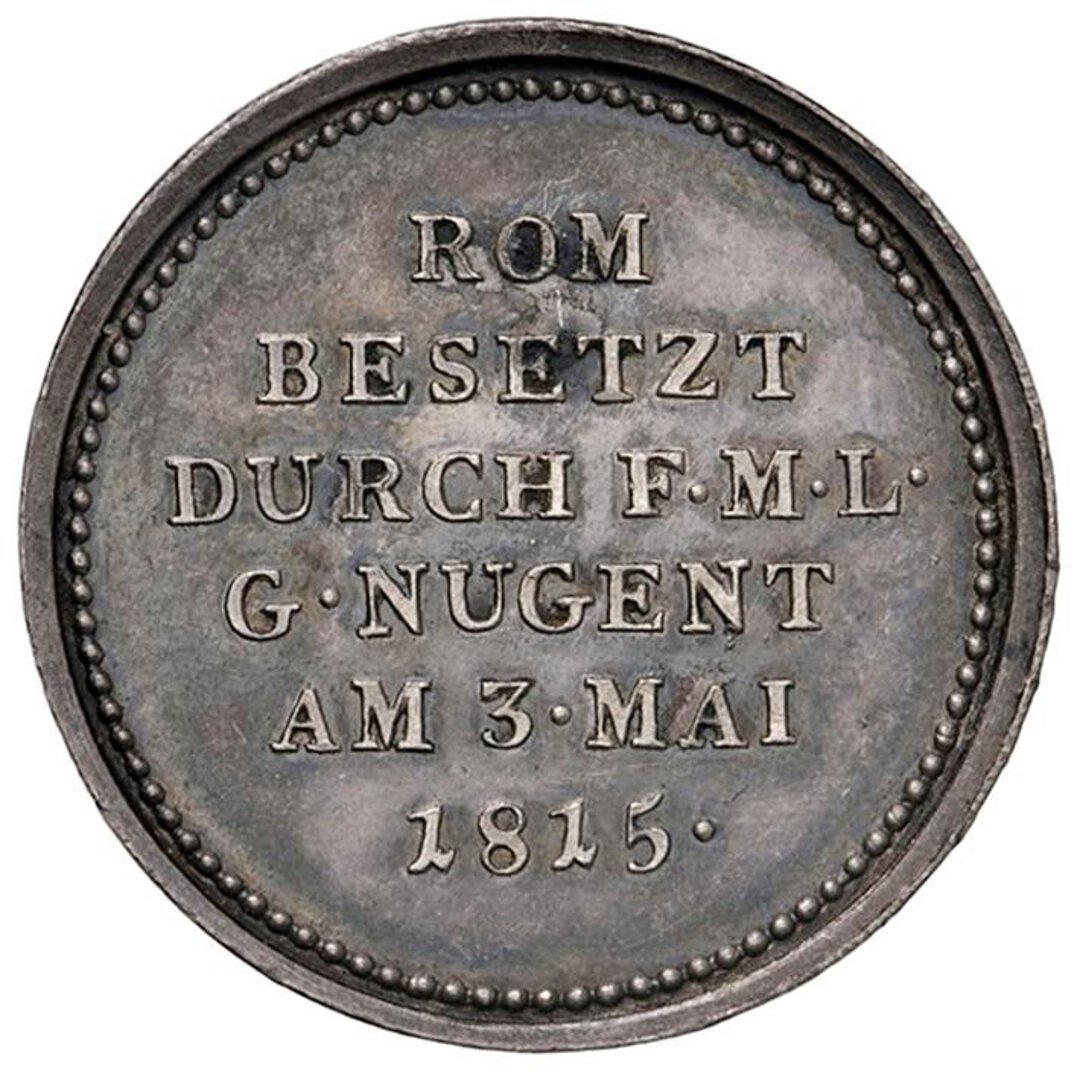 ROM
BESETZT
DURCH F·M·L·
G·NUGENT
AM 3·MAI
1815·